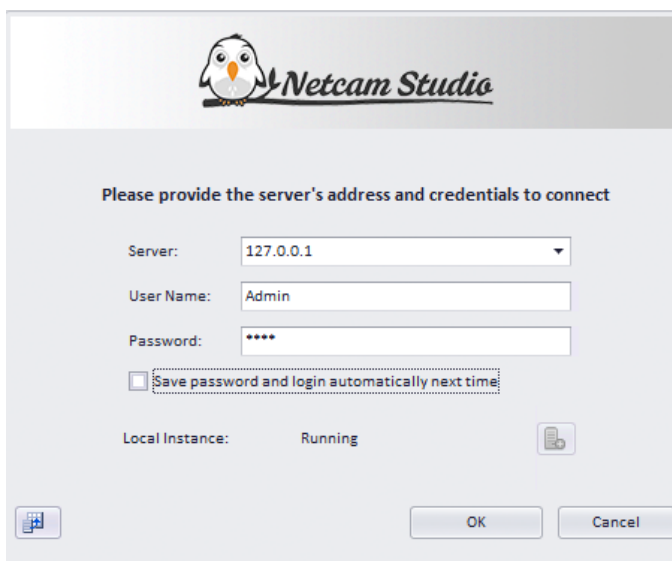 Netcam Studio
Please provide the server's address and credentials to connect
Server: 127.0.0.1
User Name: Admin
Password: ****
Save password and login automatically next time
Local Instance: Running
OK Cancel